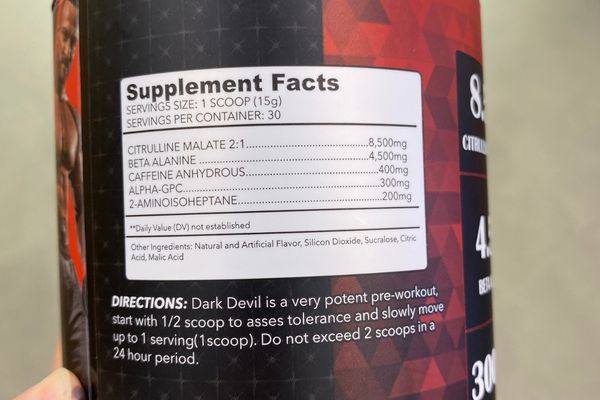 Supplement Facts
SERVINGS SIZE: 1 SCOOP (15g)
SERVINGS PER CONTAINER: 30
CITRULLINE MALATE 2:1 8,500mg
BETA ALANINE 4,500mg
CAFFEINE ANHYDROUS 400mg
ALPHA-GPC 300mg
2-AMINOISOHEPTANE 200mg
**Daily Value (DV) not established
Other Ingredients: Natural and Artificial Flavor, Silicon Dioxide, Sucralose, Citric
Acid, Malic Acid
DIRECTIONS: Dark Devil is a very potent pre-workout,
start with 1/2 scoop to asses tolerance and slowly move
up to 1 serving(1scoop). Do not exceed 2 scoops in a
24 hour period.